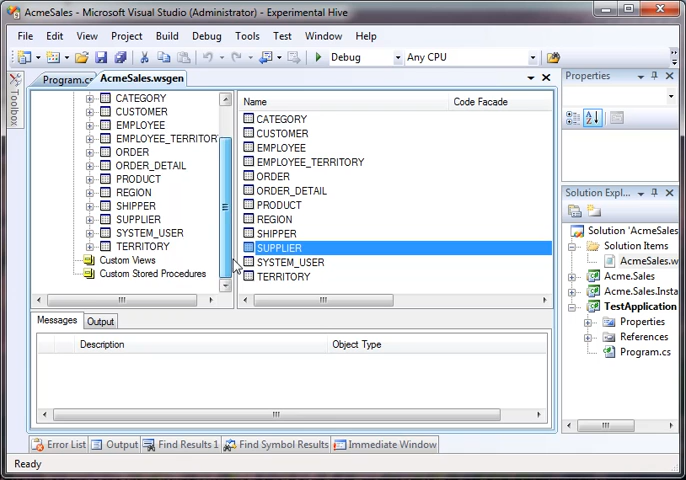 AcmeSales - Microsoft Visual Studio (Administrator) - Experimental Hive
File Edit View Project Build Debug Tools Test Window Help
Debug Any CPU
Program.cs AcmeSales.wsgen
Toolbox
CATEGORY
CUSTOMER
EMPLOYEE
EMPLOYEE_TERRITOR
ORDER
ORDER_DETAIL
PRODUCT
REGION
SHIPPER
SUPPLIER
SYSTEM_USER
TERRITORY
Custom Views
Custom Stored Procedures
Name Code Facade
CATEGORY
CUSTOMER
EMPLOYEE
EMPLOYEE_TERRITORY
ORDER
ORDER_DETAIL
PRODUCT
REGION
SHIPPER
SUPPLIER
SYSTEM_USER
TERRITORY
Messages Output
Description Object Type
Properties
Solution Expl...
Solution 'AcmeSales
Solution Items
AcmeSales.w
Acme.Sales
Acme.Sales.Insta
TestApplication
Properties
References
Program.cs
Error List Output Find Results 1 Find Symbol Results Immediate Window
Ready